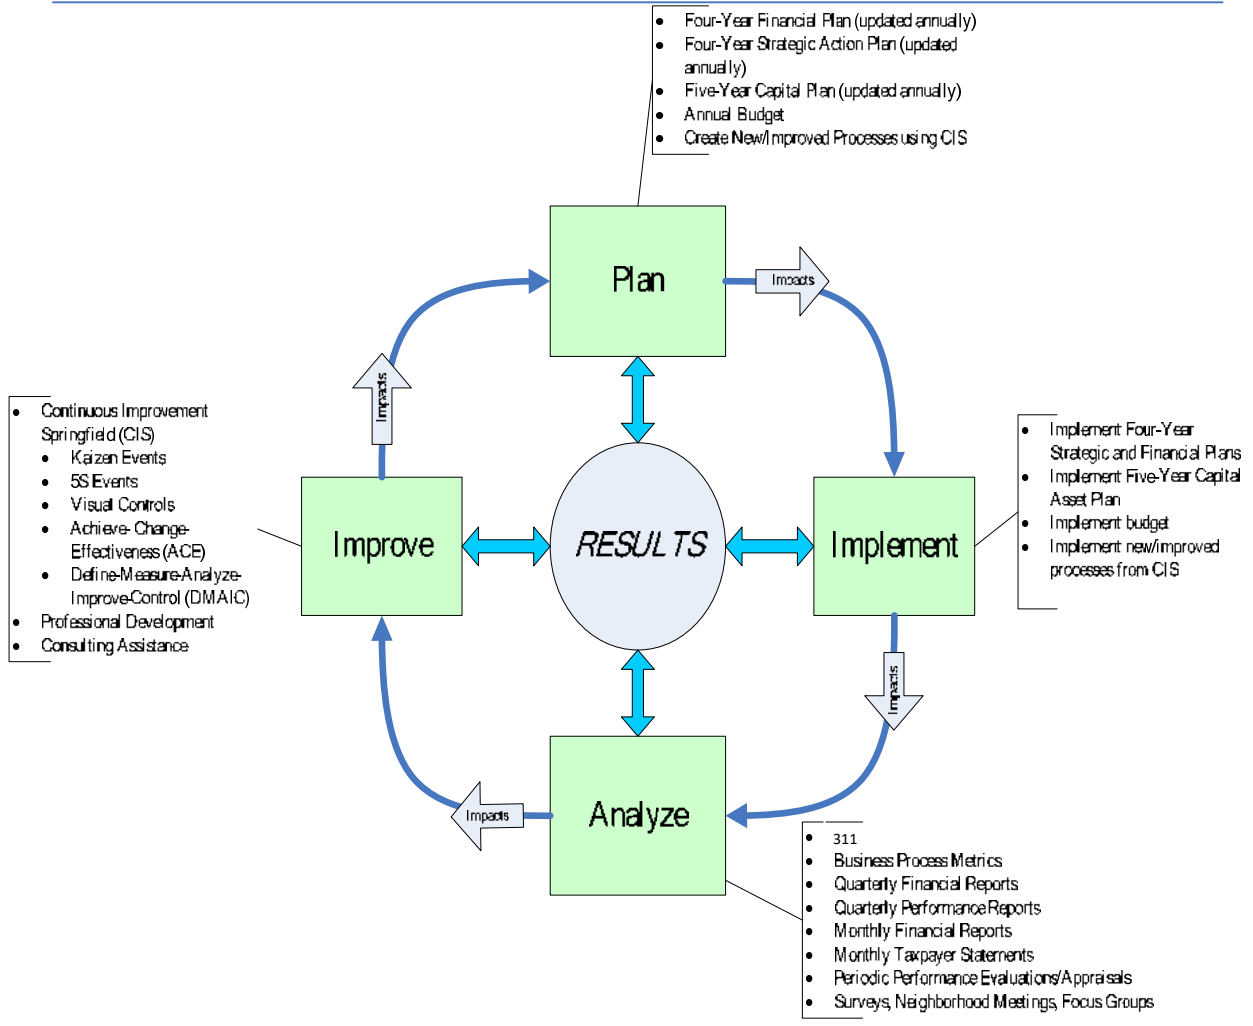 • Four-Year Financial Plan (updated annually)
• Four-Year Strategic Action Plan (updated
annually)
• Five-Year Capital Plan (updated annually)
• Annual Budget
• Create New/Improved Processes using CIS
Plan
Impacts
Impacts
• Continuous Improvement
Springfield (CIS)
• Kaizen Events
• 5S Events
• Visual Controls
• Achieve-Change-
Effectiveness (ACE)
• Define-Measure-Analyze-
Improve-Control (DMAIC)
• Professional Development
• Consulting Assistance
Improve
RESULTS
Implement
• Implement Four-Year
Strategic and Financial Plans
• Implement Five-Year Capital
Asset Plan
• Implement budget
• Implement new/improved
processes from CIS
Impacts
Impacts
Analyze
• 311
• Business Process Metrics
• Quarterly Financial Reports
• Quarterly Performance Reports
• Monthly Financial Reports
• Monthly Taxpayer Statements
• Periodic Performance Evaluations/Appraisals
• Surveys, Neighborhood Meetings, Focus Groups